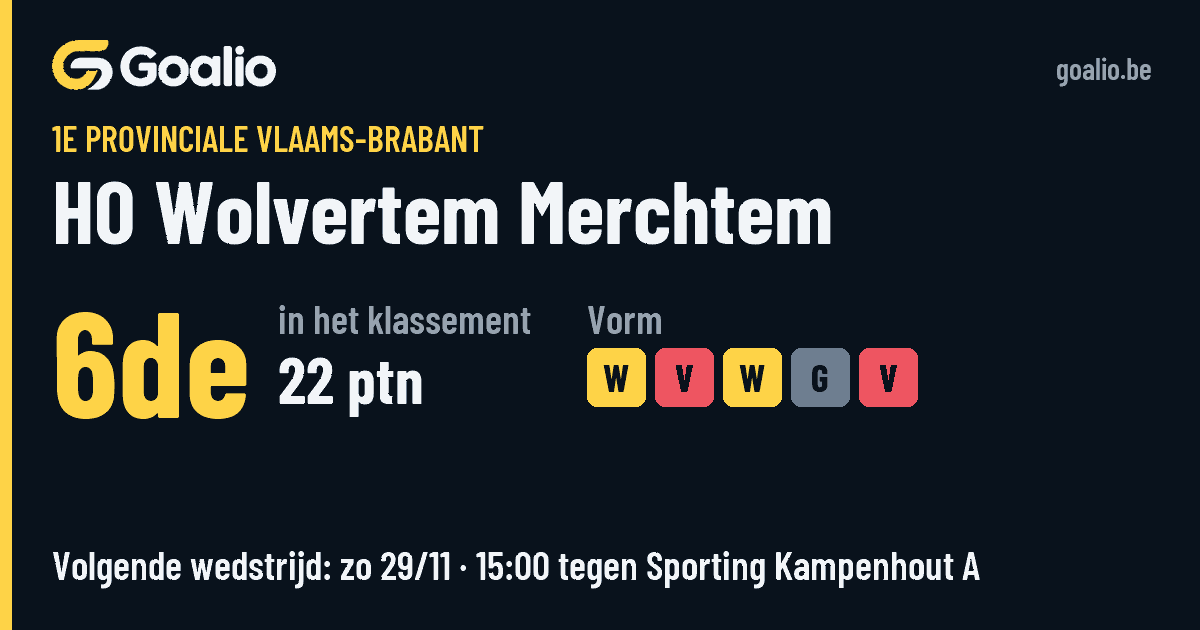 Goalio
goalio.be
1E PROVINCIALE VLAAMS-BRABANT
HO Wolvertem Merchtem
6de
in het klassement
22 ptn
Vorm
W V W G V
Volgende wedstrijd: zo 29/11 · 15:00 tegen Sporting Kampenhout A